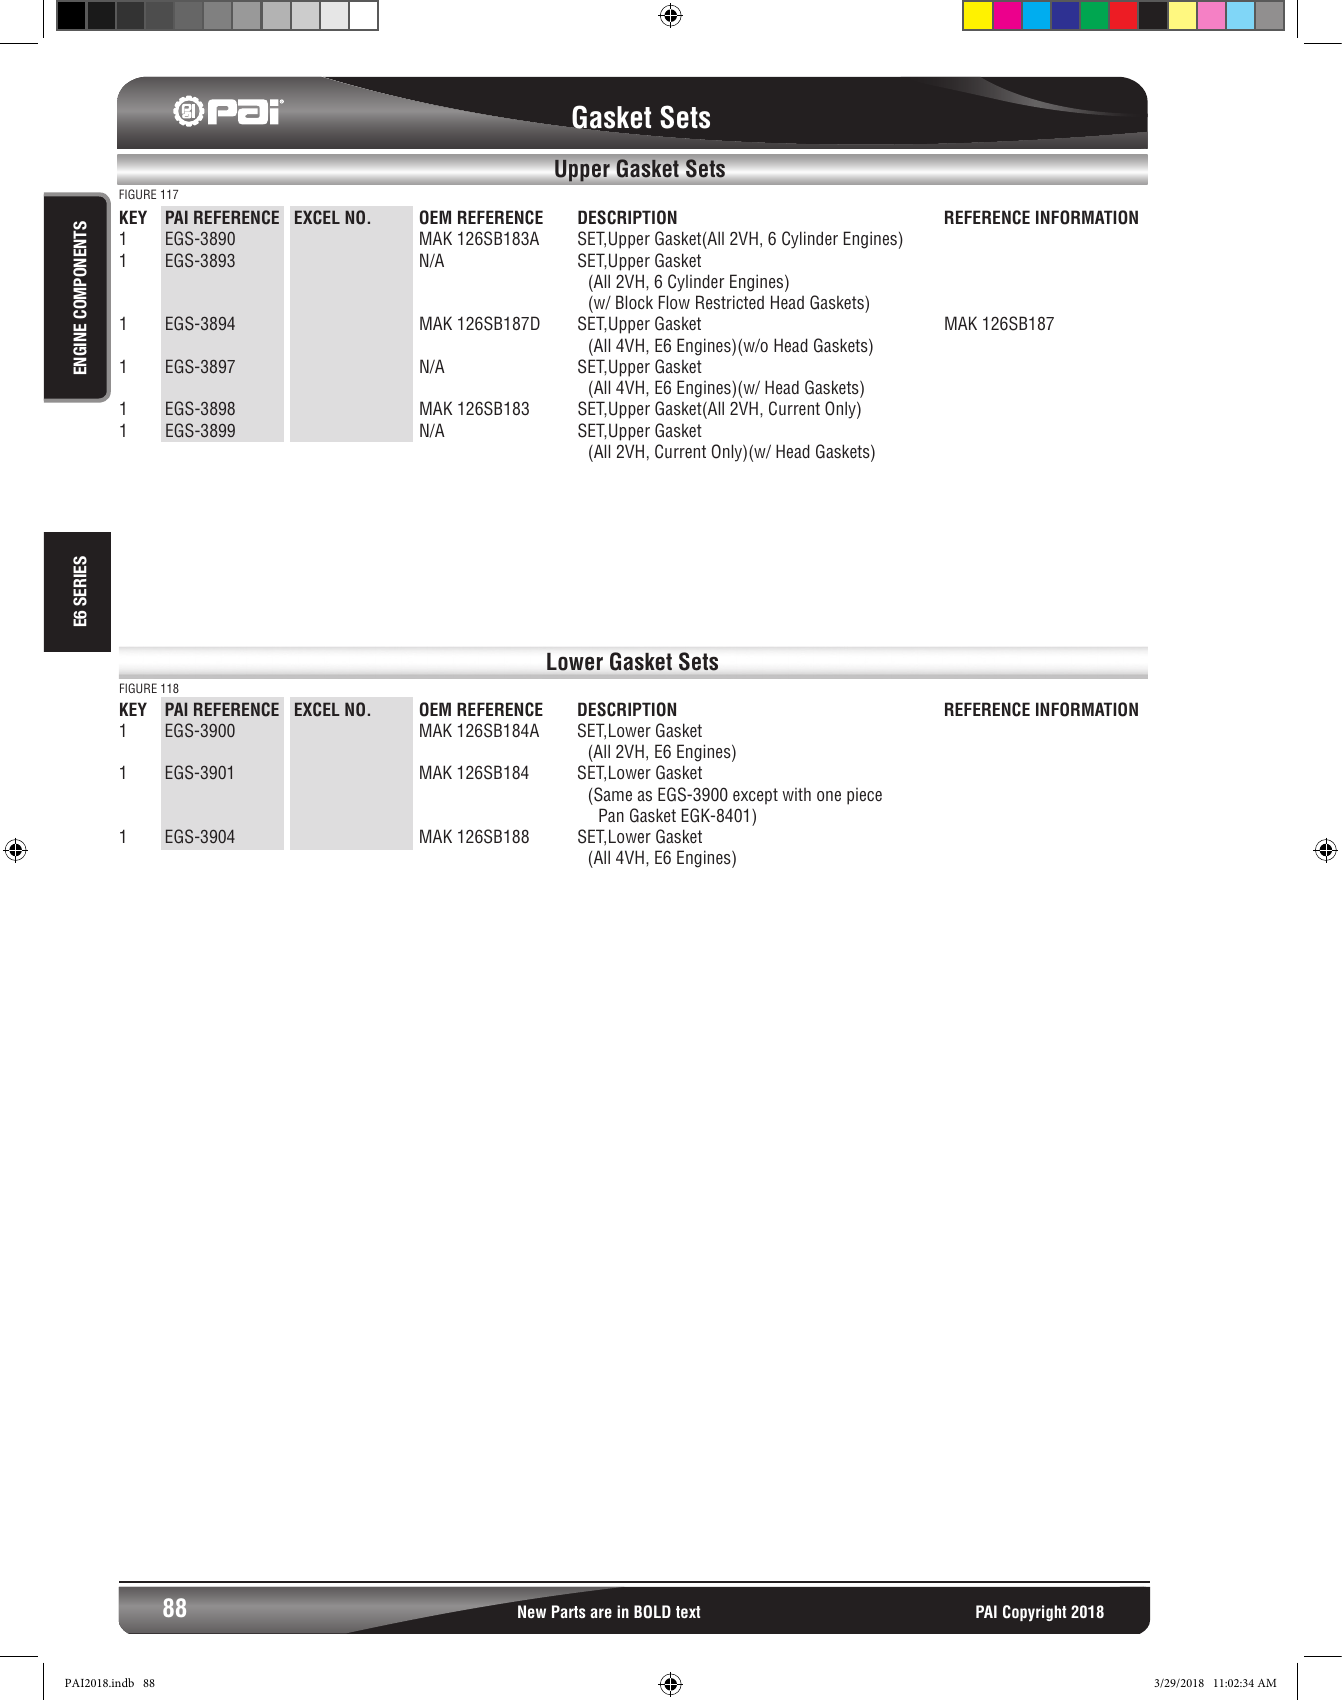 PAI
Gasket Sets
Upper Gasket Sets
FIGURE 117
KEY PAI REFERENCE EXCEL NO. OEM REFERENCE DESCRIPTION REFERENCE INFORMATION
1 EGS-3890 MAK 126SB183A SET,Upper Gasket(All 2VH, 6 Cylinder Engines)
1 EGS-3893 N/A SET,Upper Gasket
(All 2VH, 6 Cylinder Engines)
(w/ Block Flow Restricted Head Gaskets)
1 EGS-3894 MAK 126SB187D SET,Upper Gasket MAK 126SB187
(All 4VH, E6 Engines)(w/o Head Gaskets)
1 EGS-3897 N/A SET,Upper Gasket
(All 4VH, E6 Engines)(w/ Head Gaskets)
1 EGS-3898 MAK 126SB183 SET,Upper Gasket(All 2VH, Current Only)
1 EGS-3899 N/A SET,Upper Gasket
(All 2VH, Current Only)(w/ Head Gaskets)
ENGINE COMPONENTS
E6 SERIES
Lower Gasket Sets
FIGURE 118
KEY PAI REFERENCE EXCEL NO. OEM REFERENCE DESCRIPTION REFERENCE INFORMATION
1 EGS-3900 MAK 126SB184A SET,Lower Gasket
(All 2VH, E6 Engines)
1 EGS-3901 MAK 126SB184 SET,Lower Gasket
(Same as EGS-3900 except with one piece
Pan Gasket EGK-8401)
1 EGS-3904 MAK 126SB188 SET,Lower Gasket
(All 4VH, E6 Engines)
88 New Parts are in BOLD text PAI Copyright 2018
PAI2018.indb 88 3/29/2018 11:02:34 AM